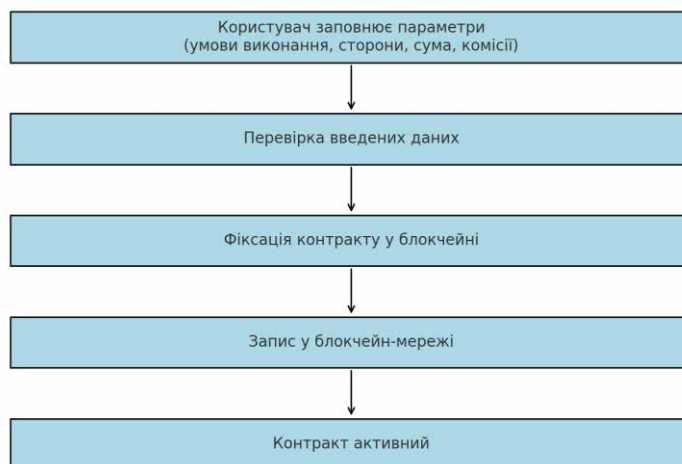 Користувач заповнює параметри
(умови виконання, сторони, сума, комісії)
Перевірка введених даних
Фіксація контракту у блокчейні
Запис у блокчейн-мережі
Контракт активний